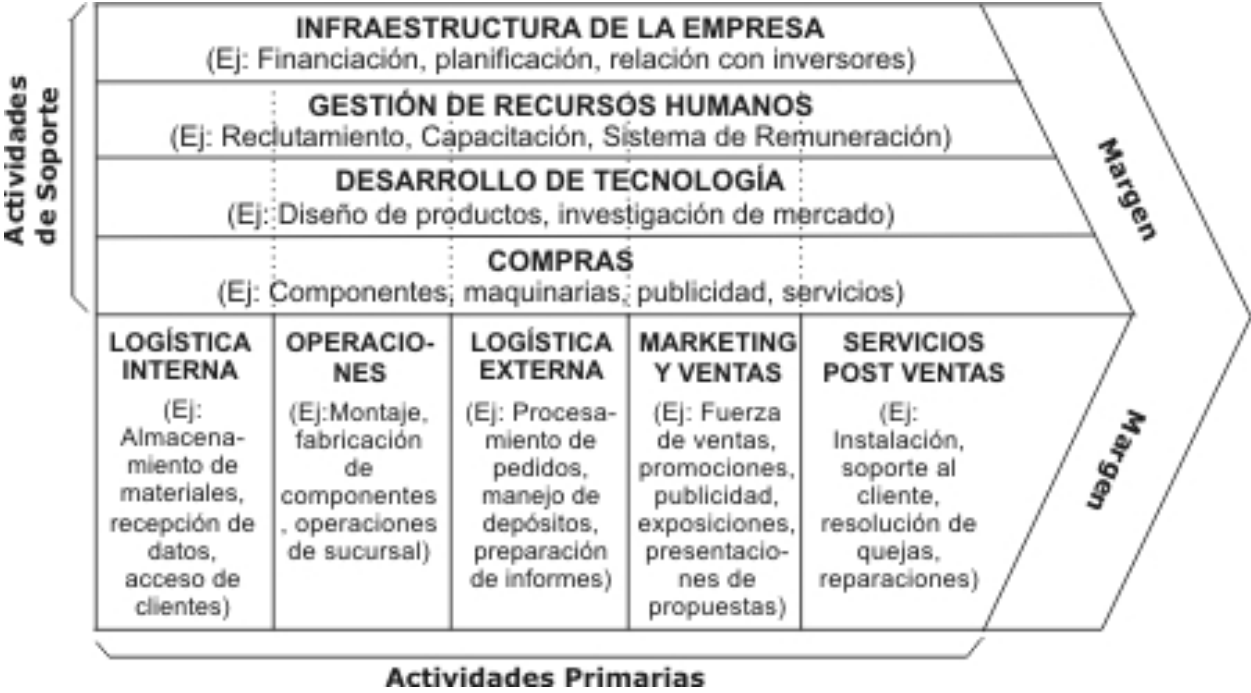 Actividades
de Soporte
INFRAESTRUCTURA DE LA EMPRESA
(Ej: Financiación, planificación, relación con inversores)
GESTIÓN DE RECURSOS HUMANOS
(Ej: Reclutamiento, Capacitación, Sistema de Remuneración)
DESARROLLO DE TECNOLOGÍA
(Ej: Diseño de productos, investigación de mercado)
COMPRAS
(Ej: Componentes, maquinarias, publicidad, servicios)
LOGÍSTICA
INTERNA
(Ej:
Almacena-
miento de
materiales,
recepción de
datos,
acceso de
clientes)
OPERACIO-
NES
(Ej:Montaje,
fabricación
de
componentes
, operaciones
de sucursal)
LOGÍSTICA
EXTERNA
(Ej: Procesa-
miento de
pedidos,
manejo de
depósitos,
preparación
de informes)
MARKETING
Y VENTAS
(Ej: Fuerza
de ventas,
promociones,
publicidad,
exposiciones,
presentacio-
nes de
propuestas)
SERVICIOS
POST VENTAS
(Ej:
Instalación,
soporte al
cliente,
resolución de
quejas,
reparaciones)
Margen
Margen
Actividades Primarias